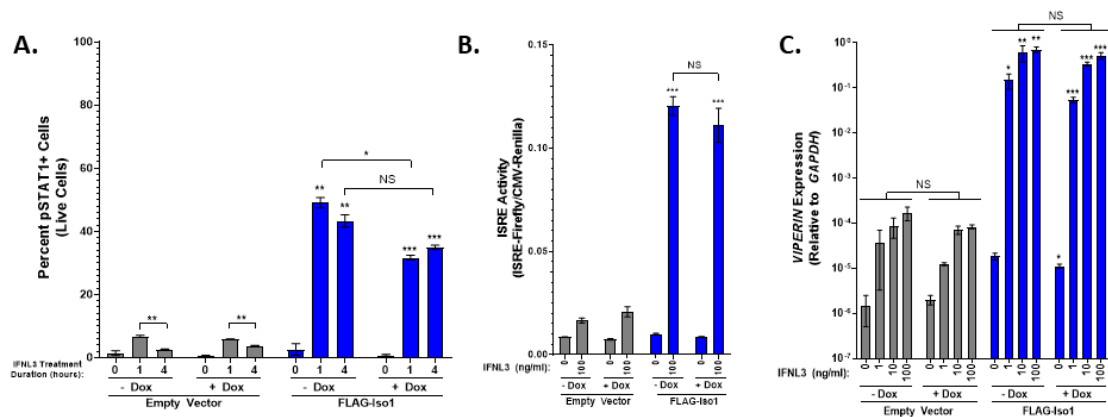 A.
Percent pSTAT1+ Cells
(Live Cells)
100
80
60
40
20
0
**
**
**
**
*
NS
***
***
IFNL3 Treatment
Duration (hours):
0 1 4 0 1 4 0 1 4 0 1 4
- Dox + Dox - Dox + Dox
Empty Vector FLAG-Iso1
B.
ISRE Activity
(ISRE-Firefly/CMV-Renilla)
0.15
0.10
0.05
0.00
NS
***
***
IFNL3 (ng/ml):
0 100 0 100 0 100 0 100
- Dox + Dox - Dox + Dox
Empty Vector FLAG-Iso1
C.
VIPERIN Expression
(Relative to GAPDH)
10⁰
10⁻¹
10⁻²
10⁻³
10⁻⁴
10⁻⁵
10⁻⁶
10⁻⁷
NS
NS
*
**
**
*
***
***
***
IFNL3 (ng/ml):
0 1 10 100 0 1 10 100 0 1 10 100 0 1 10 100
- Dox + Dox - Dox + Dox
Empty Vector FLAG-Iso1